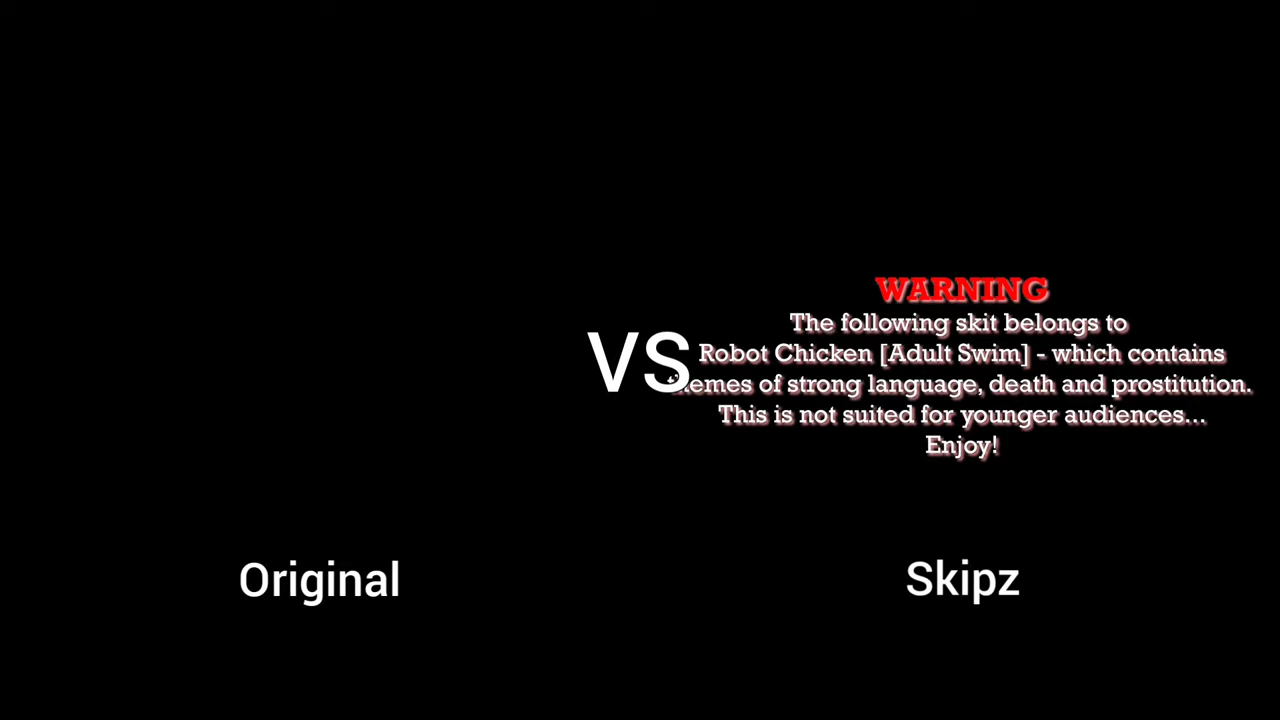 WARNING
The following skit belongs to
Robot Chicken [Adult Swim] - which contains
themes of strong language, death and prostitution.
This is not suited for younger audiences...
Enjoy!
VS
Original
Skipz